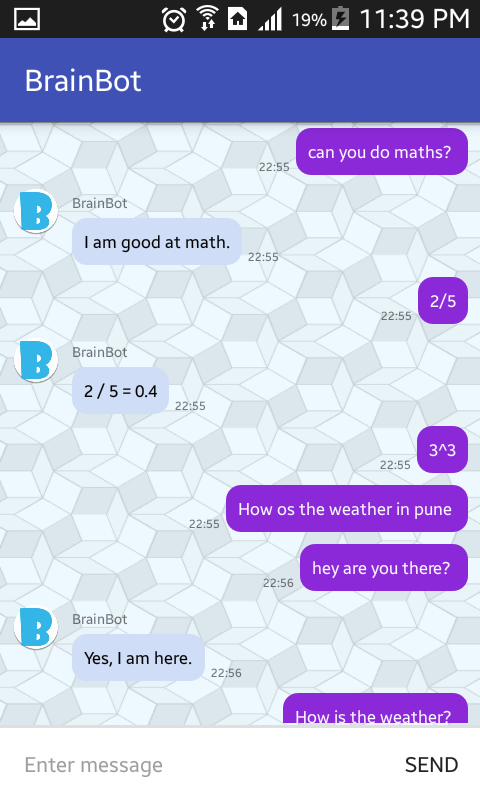 19% 11:39 PM
BrainBot
can you do maths?
22:55
BrainBot
I am good at math.
22:55
2/5
22:55
BrainBot
2 / 5 = 0.4
22:55
3^3
22:55
How os the weather in pune
22:55
hey are you there?
22:56
BrainBot
Yes, I am here.
22:56
How is the weather?
Enter message SEND